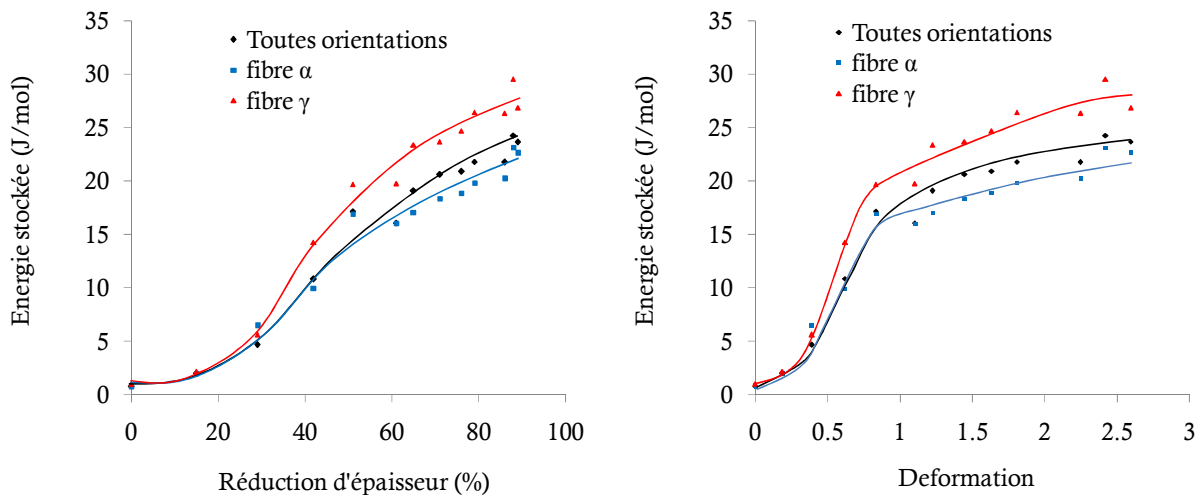 Energie stockée (J/mol)
35
30
25
20
15
10
5
0
Toutes orientations
fibre α
fibre γ
0
20
40
60
80
100
Réduction d'épaisseur (%)
Energie stockée (J/mol)
35
30
25
20
15
10
5
0
Toutes orientations
fibre α
fibre γ
0
0.5
1
1.5
2
2.5
3
Deformation